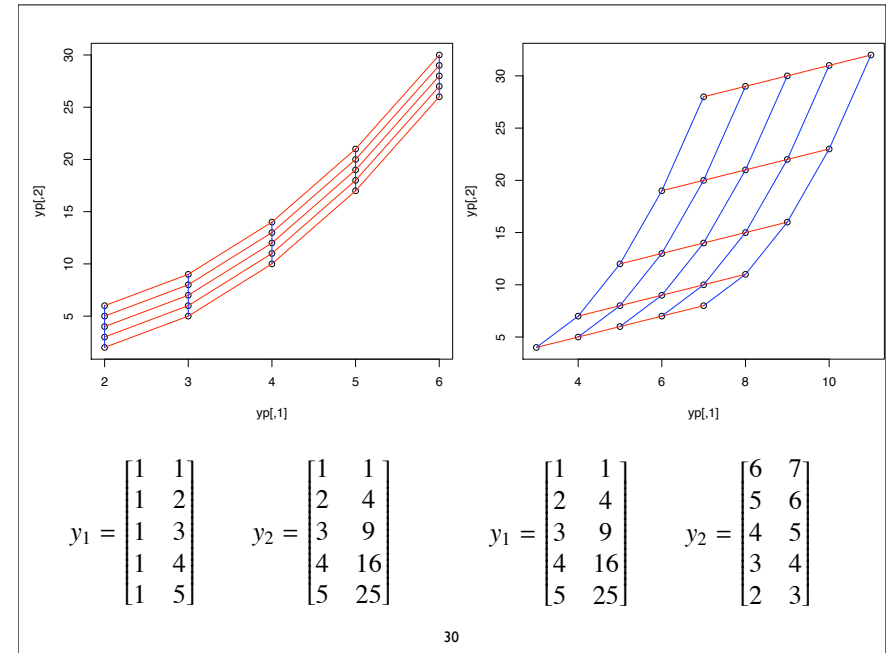 30
25
20
15
10
5
yp[,2]
2 3 4 5 6
yp[,1]
30
25
20
15
10
5
yp[,2]
4 6 8 10
yp[,1]
y₁ = [1 1
1 2
1 3
1 4
1 5]
y₂ = [1 1
2 4
3 9
4 16
5 25]
y₁ = [1 1
2 4
3 9
4 16
5 25]
y₂ = [6 7
5 6
4 5
3 4
2 3]
30